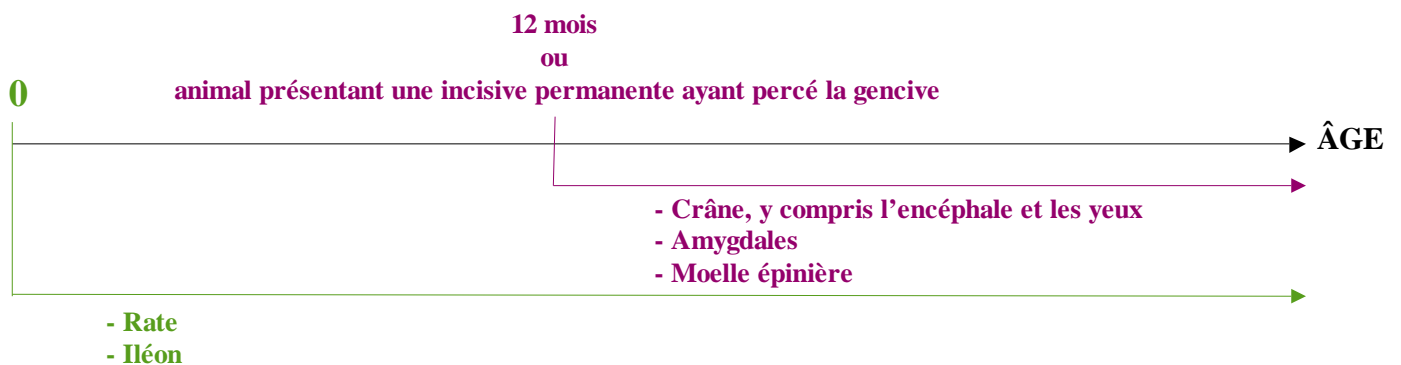 12 mois
ou
animal présentant une incisive permanente ayant percé la gencive
0
ÂGE
- Crâne, y compris l’encéphale et les yeux
- Amygdales
- Moelle épinière
- Rate
- Iléon